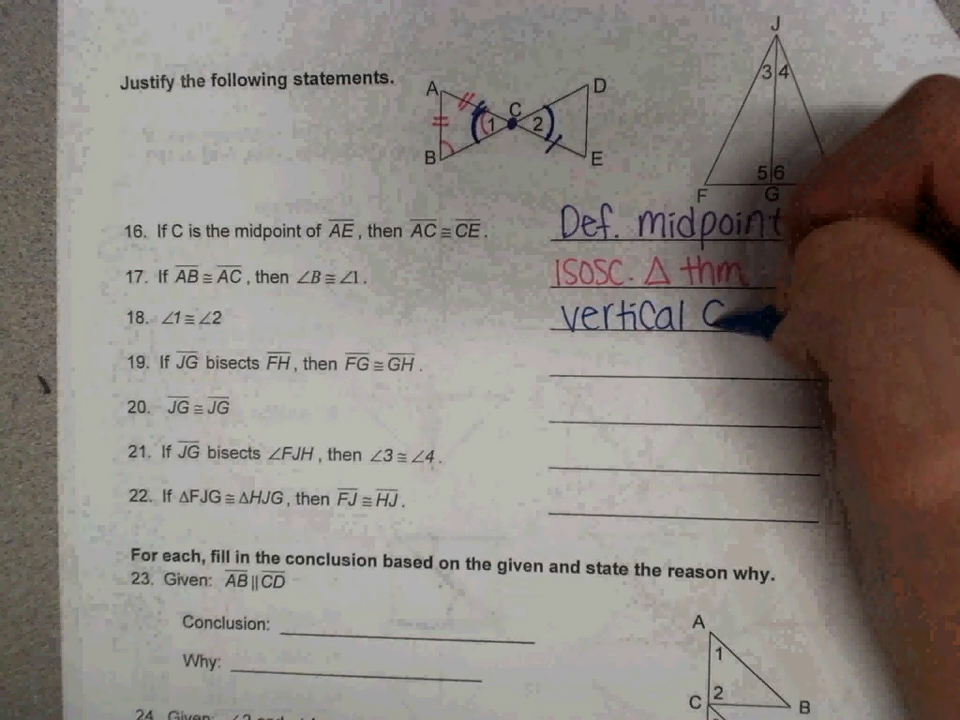 J
Justify the following statements.
A
D
3 4
C
1
2
B
E
5 6
F
G
16. If C is the midpoint of AE, then AC ≅ CE.
Def. midpoint
17. If AB ≅ AC, then ∠B ≅ ∠1.
Isosc. Δ thm
18. ∠1 ≅ ∠2
vertical
19. If JG bisects FH, then FG ≅ GH.
20. JG ≅ JG
21. If JG bisects ∠FJH, then ∠3 ≅ ∠4.
22. If ΔFJG ≅ ΔHJG, then FJ ≅ HJ.
For each, fill in the conclusion based on the given and state the reason why.
23. Given: AB || CD
Conclusion:
A
Why:
1
2
C
B
24. Given: